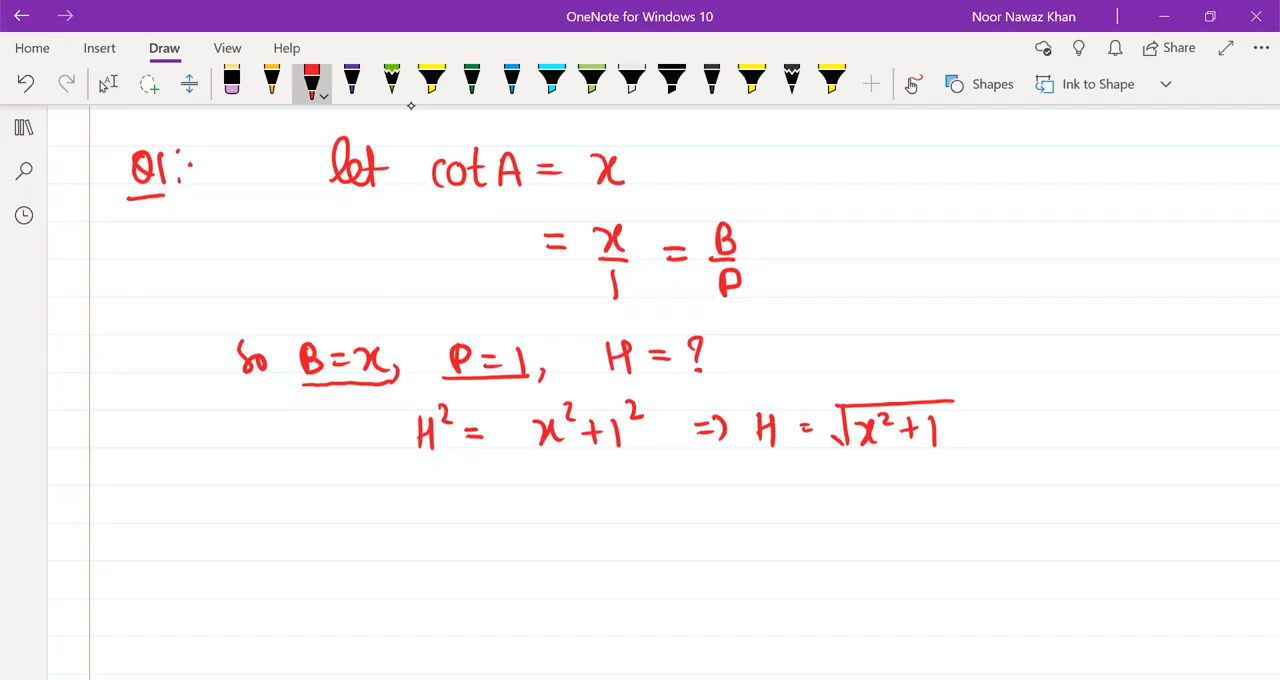 OneNote for Windows 10
Noor Nawaz Khan
Home Insert Draw View Help
Share
Shapes
Ink to Shape
Q1:. let cot A = x
= x/1 = B/P
So B = x, P = 1, H = ?
H² = x² + 1² => H = √(x² + 1)